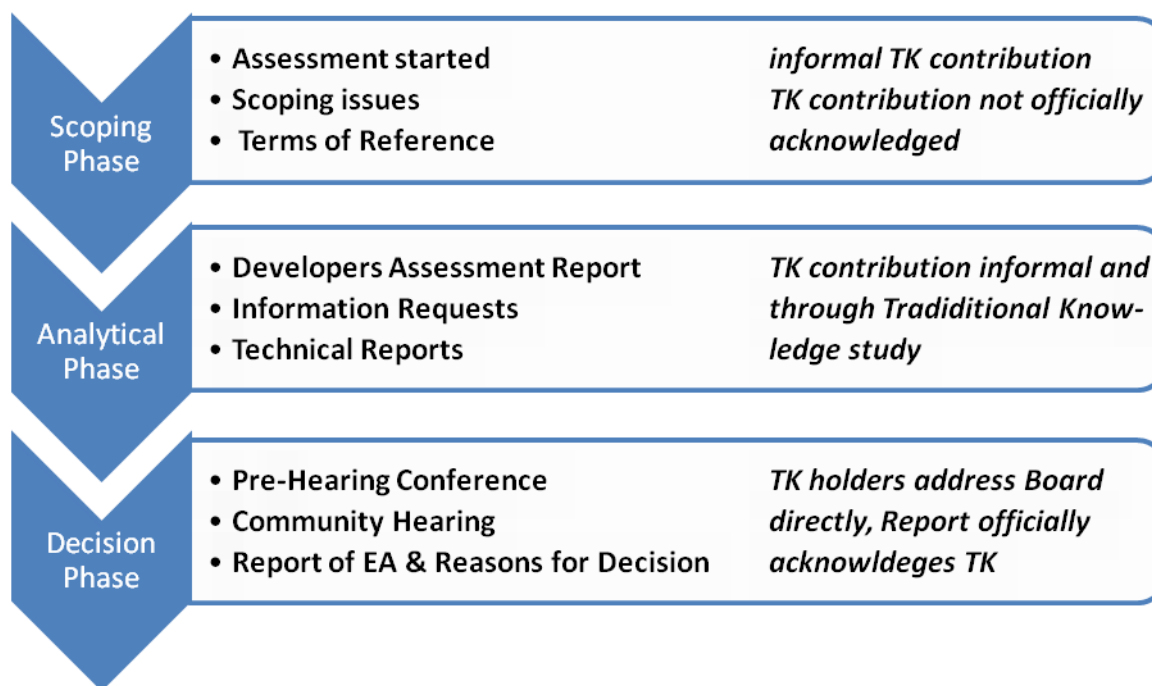 Scoping
Phase
• Assessment started
• Scoping issues
• Terms of Reference
informal TK contribution
TK contribution not officially
acknowledged
Analytical
Phase
• Developers Assessment Report
• Information Requests
• Technical Reports
TK contribution informal and
through Tradiditional Know-
ledge study
Decision
Phase
• Pre-Hearing Conference
• Community Hearing
• Report of EA & Reasons for Decision
TK holders address Board
directly, Report officially
acknowldeges TK